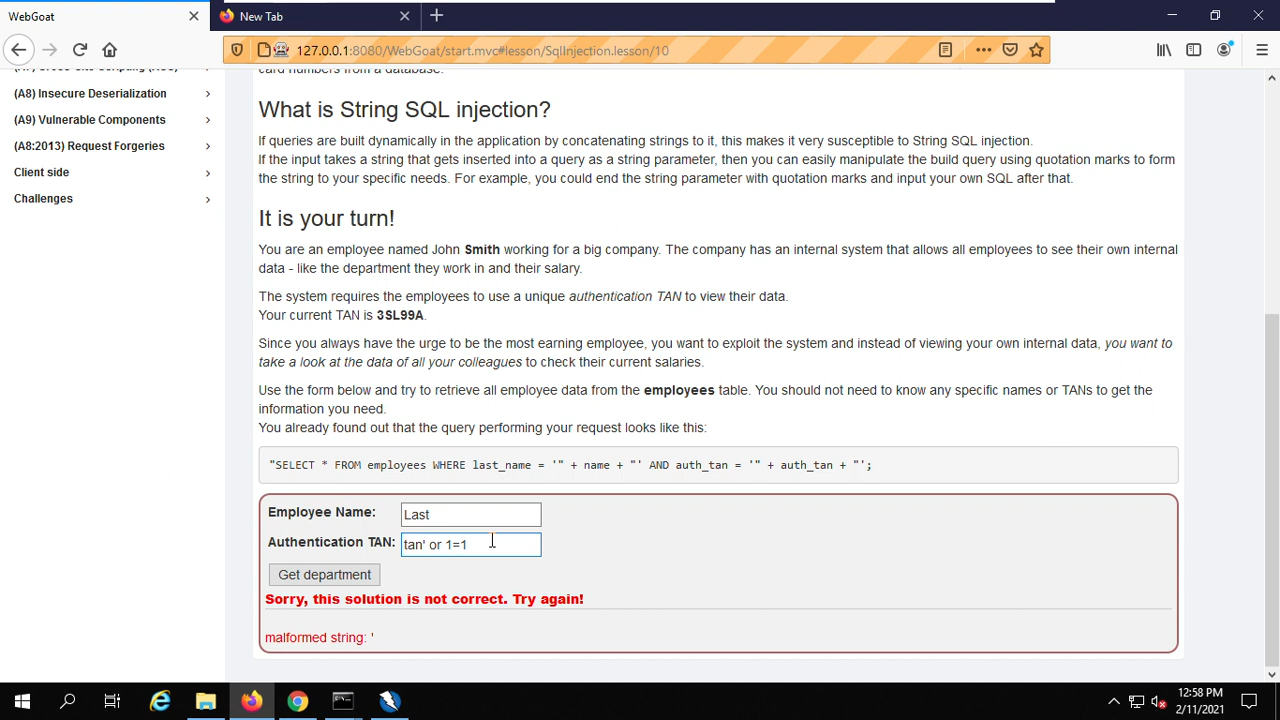 WebGoat
New Tab
127.0.0.1:8080/WebGoat/start.mvc#lesson/SqlInjection.lesson/10
(A8) Insecure Deserialization
(A9) Vulnerable Components
(A8:2013) Request Forgeries
Client side
Challenges
card numbers from a database.
What is String SQL injection?
If queries are built dynamically in the application by concatenating strings to it, this makes it very susceptible to String SQL injection.
If the input takes a string that gets inserted into a query as a string parameter, then you can easily manipulate the build query using quotation marks to form
the string to your specific needs. For example, you could end the string parameter with quotation marks and input your own SQL after that.
It is your turn!
You are an employee named John Smith working for a big company. The company has an internal system that allows all employees to see their own internal
data - like the department they work in and their salary.
The system requires the employees to use a unique authentication TAN to view their data.
Your current TAN is 3SL99A.
Since you always have the urge to be the most earning employee, you want to exploit the system and instead of viewing your own internal data, you want to
take a look at the data of all your colleagues to check their current salaries.
Use the form below and try to retrieve all employee data from the employees table. You should not need to know any specific names or TANs to get the
information you need.
You already found out that the query performing your request looks like this:
"SELECT * FROM employees WHERE last_name = '" + name + "' AND auth_tan = '" + auth_tan + "';
Employee Name: Last
Authentication TAN: tan' or 1=1
Get department
Sorry, this solution is not correct. Try again!
malformed string: '
12:58 PM
2/11/2021